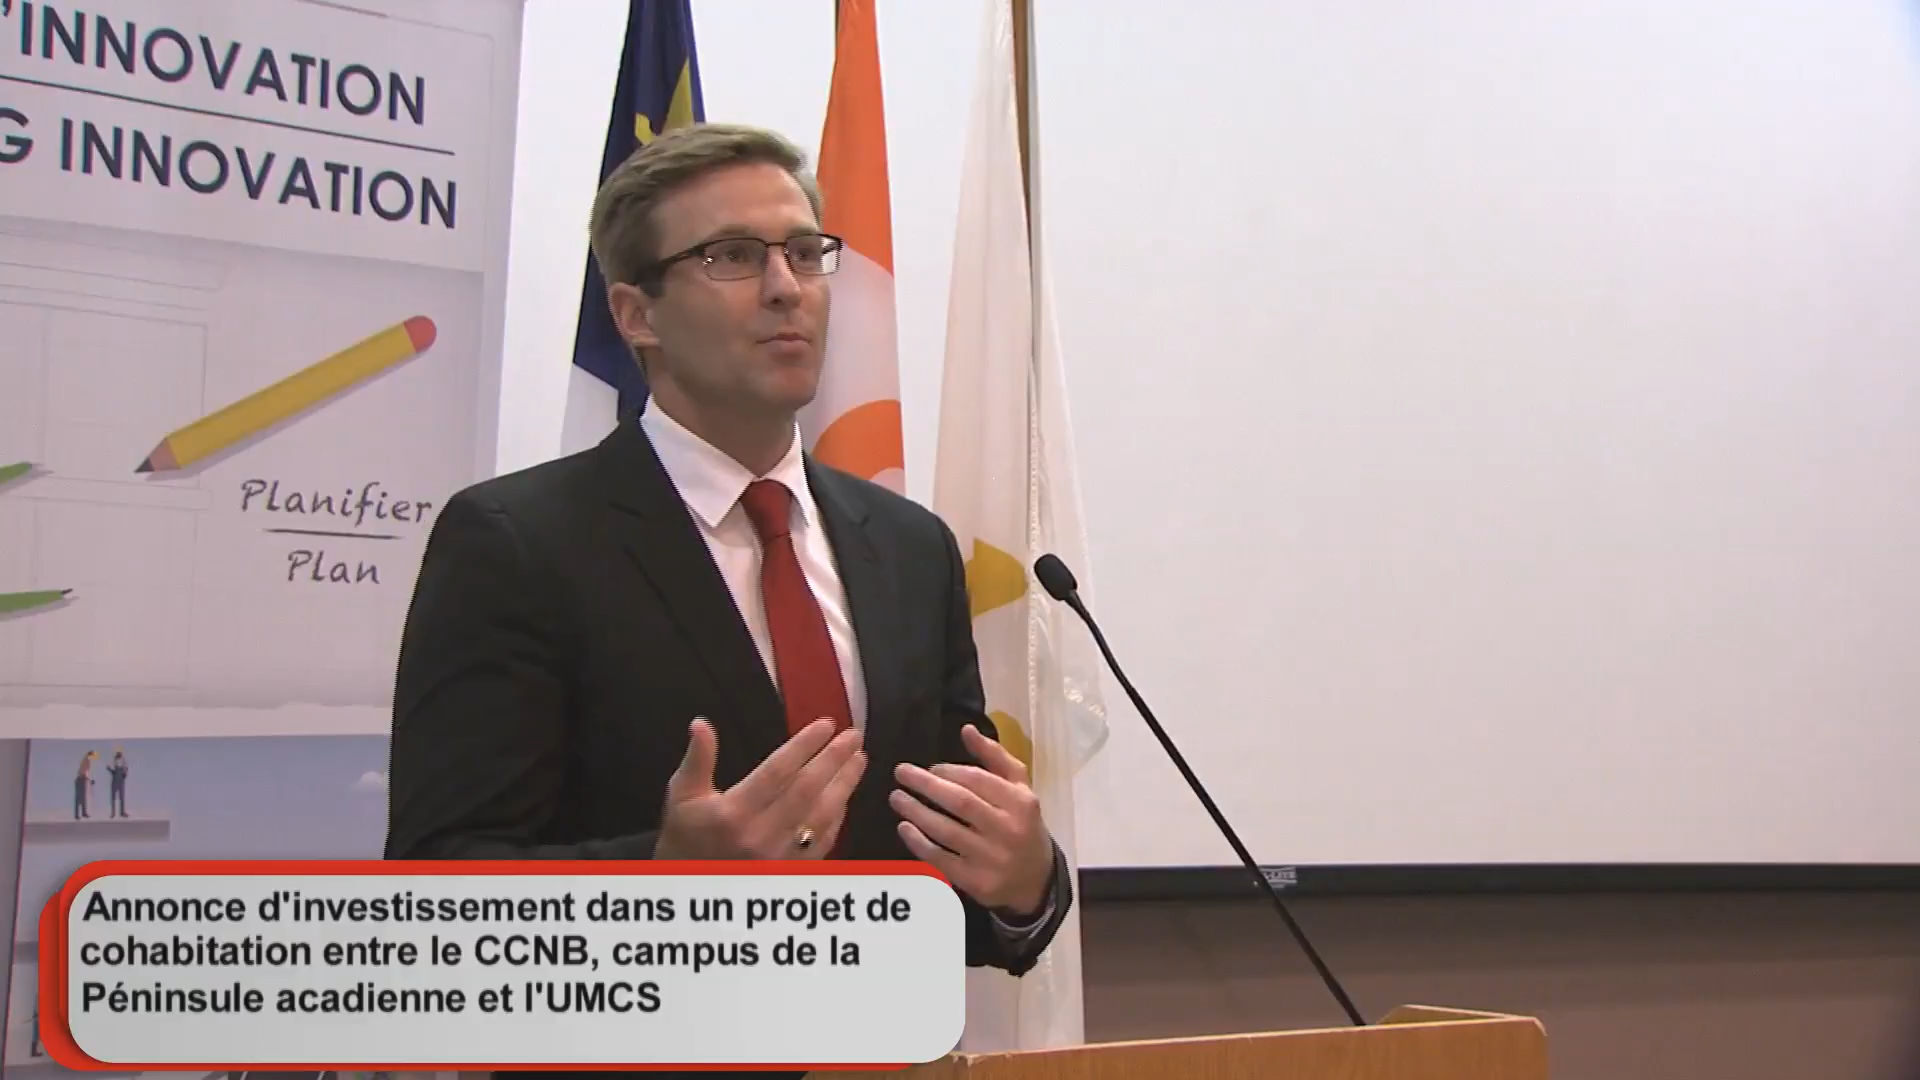 'INNOVATION
G INNOVATION
Planifier
Plan
Annonce d'investissement dans un projet de
cohabitation entre le CCNB, campus de la
Péninsule acadienne et l'UMCS